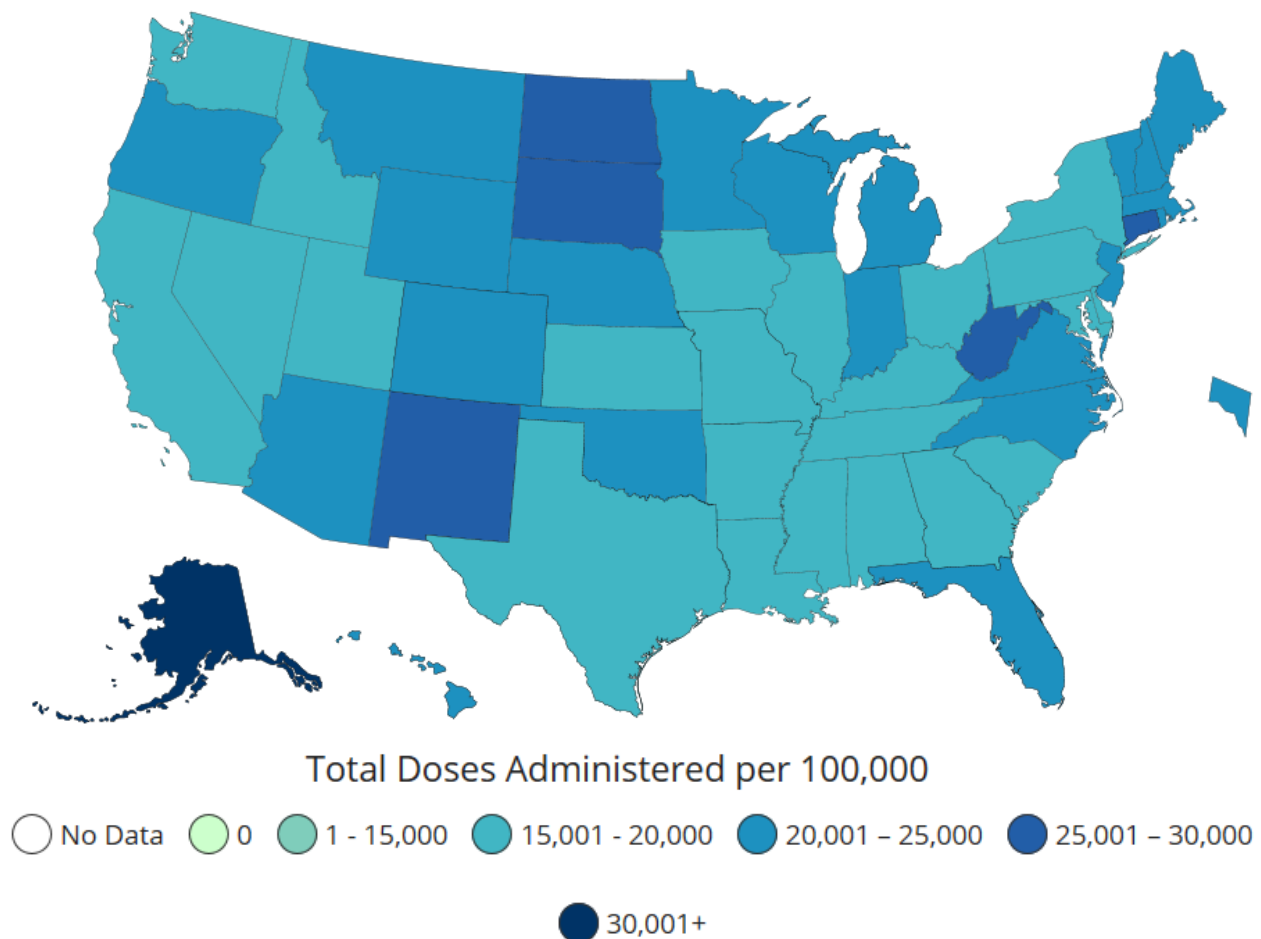 Total Doses Administered per 100,000
No Data 0 1 - 15,000 15,001 - 20,000 20,001 – 25,000 25,001 – 30,000
30,001+